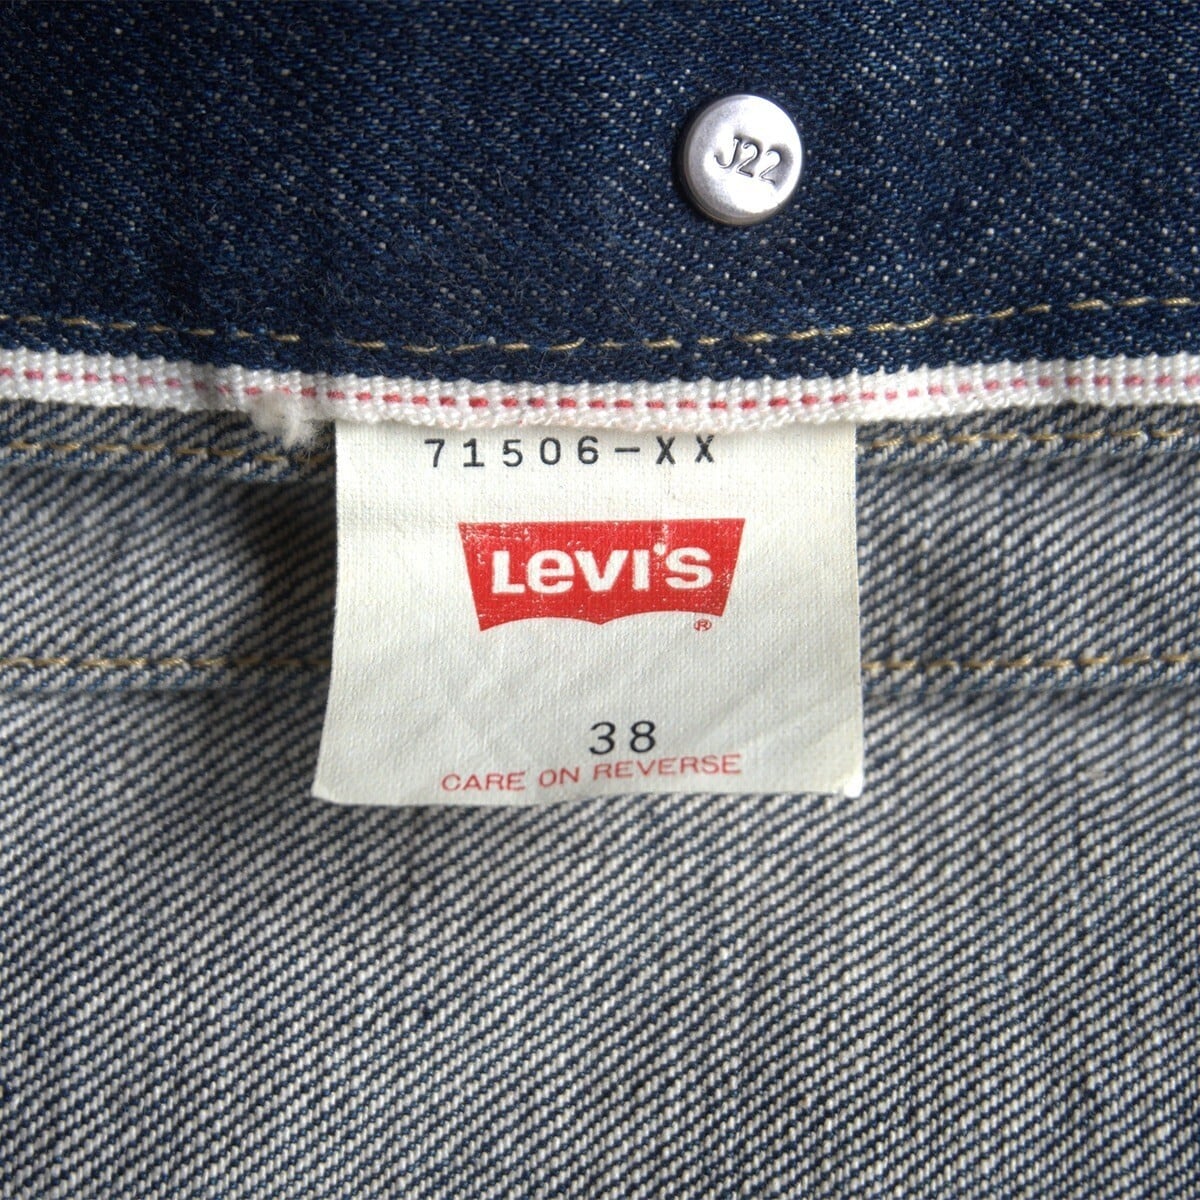 J22
71506-XX
Levi's
®
38
CARE ON REVERSE